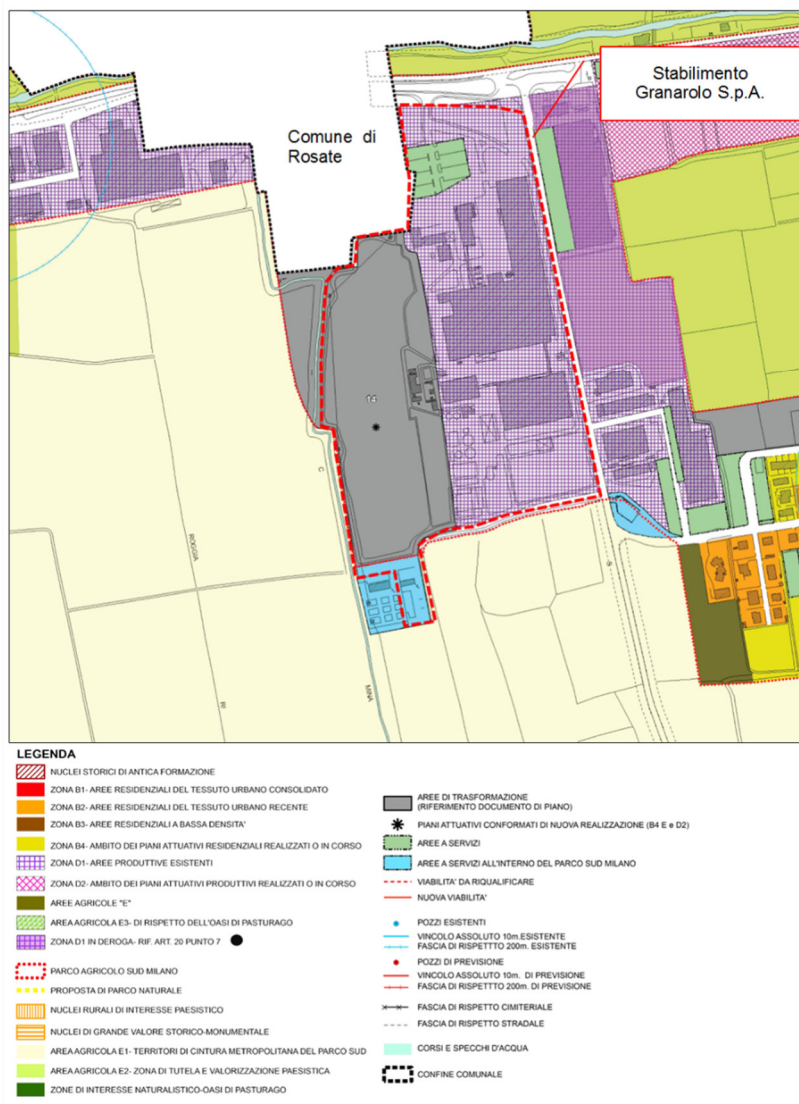 Stabilimento
Granarolo S.p.A.
Comune di
Rosate
C
ROGGIA
MINA
LEGENDA
NUCLEI STORICI DI ANTICA FORMAZIONE
ZONA B1- AREE RESIDENZIALI DEL TESSUTO URBANO CONSOLIDATO
ZONA B2- AREE RESIDENZIALI DEL TESSUTO URBANO RECENTE
ZONA B3- AREE RESIDENZIALI A BASSA DENSITA'
ZONA B4- AMBITO DEI PIANI ATTUATIVI RESIDENZIALI REALIZZATI O IN CORSO
ZONA D1- AREE PRODUTTIVE ESISTENTI
ZONA D2- AMBITO DEI PIANI ATTUATIVI PRODUTTIVI REALIZZATI O IN CORSO
AREE AGRICOLE "E"
AREA AGRICOLA E3- DI RISPETTO DELL'OASI DI PASTURAGO
ZONA D1 IN DEROGA- RIF. ART. 20 PUNTO 7
PARCO AGRICOLO SUD MILANO
PROPOSTA DI PARCO NATURALE
NUCLEI RURALI DI INTERESSE PAESISTICO
NUCLEI DI GRANDE VALORE STORICO-MONUMENTALE
AREA AGRICOLA E1- TERRITORI DI CINTURA METROPOLITANA DEL PARCO SUD
AREA AGRICOLA E2- ZONA DI TUTELA E VALORIZZAZIONE PAESISTICA
ZONE DI INTERESSE NATURALISTICO-OASI DI PASTURAGO
AREE DI TRASFORMAZIONE
(RIFERIMENTO DOCUMENTO DI PIANO)
PIANI ATTUATIVI CONFORMATI DI NUOVA REALIZZAZIONE (B4 E e D2)
AREE A SERVIZI
AREE A SERVIZI ALL'INTERNO DEL PARCO SUD MILANO
VIABILITA' DA RIQUALIFICARE
NUOVA VIABILITA'
POZZI ESISTENTI
VINCOLO ASSOLUTO 10m.ESISTENTE
FASCIA DI RISPETTTO 200m. ESISTENTE
POZZI DI PREVISIONE
VINCOLO ASSOLUTO 10m. DI PREVISIONE
FASCIA DI RISPETTTO 200m. DI PREVISIONE
FASCIA DI RISPETTO CIMITERIALE
FASCIA DI RISPETTO STRADALE
CORSI E SPECCHI D'ACQUA
CONFINE COMUNALE